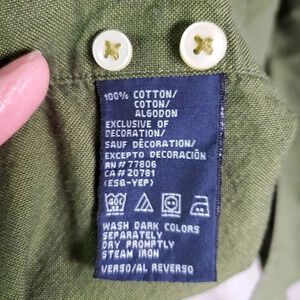 100% COTTON/
COTON/
ALGODON
EXCLUSIVE OF
DECORATION/
SAUF DÉCORATION/
EXCEPTO DECORACIÓN
RN# 77806
CA# 20781
(ESQ-YEP)
WASH DARK COLORS
SEPARATELY
DRY PROMPTLY
STEAM IRON
VERSO/AL REVERSO